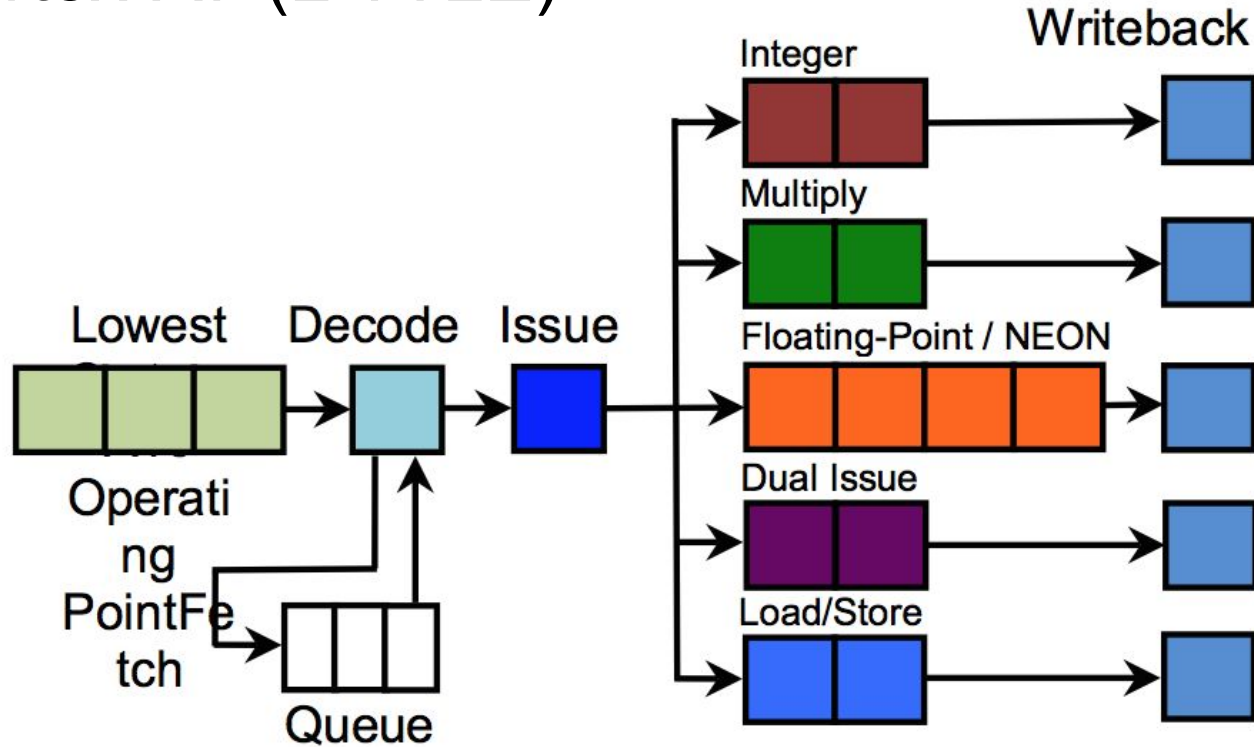 Writeback
Integer
Multiply
Lowest
Decode
Issue
Floating-Point / NEON
Operati
ng
PointFe
tch
Dual Issue
Load/Store
Queue